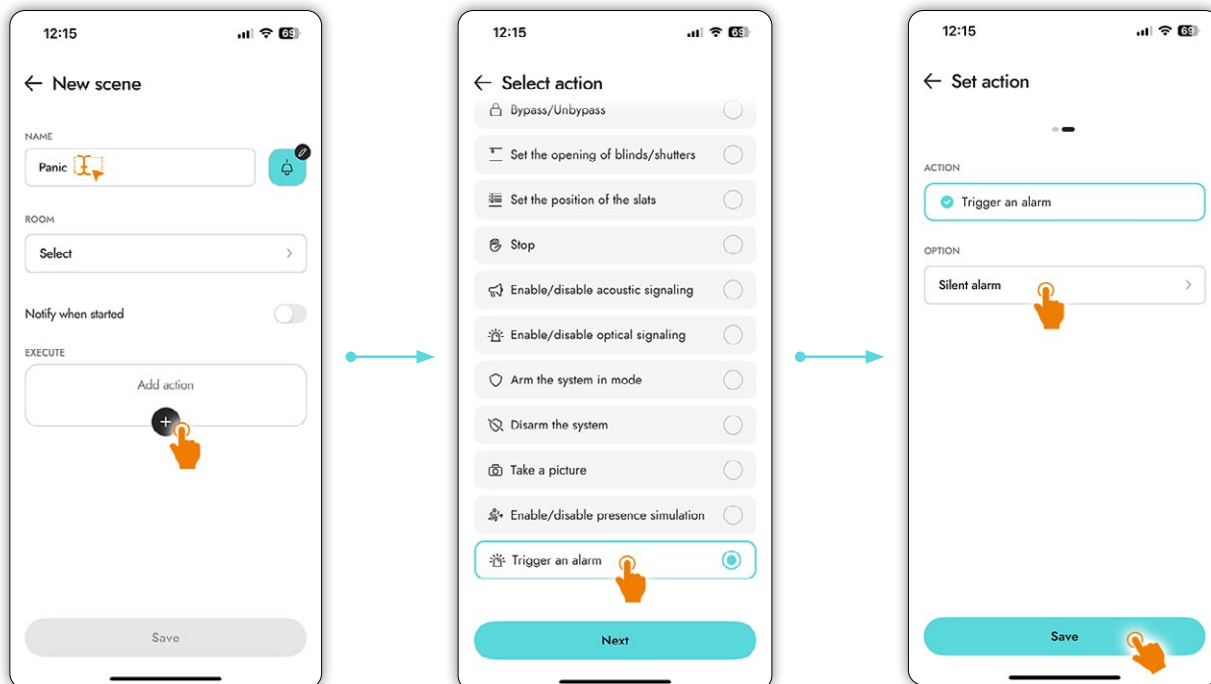 12:15
69
New scene
NAME
Panic
ROOM
Select
Notify when started
EXECUTE
Add action
Save
12:15
69
Select action
Bypass/Unbypass
Set the opening of blinds/shutters
Set the position of the slats
Stop
Enable/disable acoustic signaling
Enable/disable optical signaling
Arm the system in mode
Disarm the system
Take a picture
Enable/disable presence simulation
Trigger an alarm
Next
12:15
69
Set action
ACTION
Trigger an alarm
OPTION
Silent alarm
Save